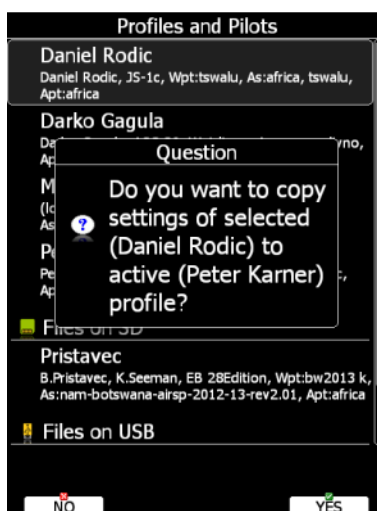 Profiles and Pilots
Daniel Rodic
Daniel Rodic, JS-1c, Wpt:tswalu, As:africa, tswalu,
Apt:africa
Darko Gagula
Question
Do you want to copy
settings of selected
(Daniel Rodic) to
active (Peter Karner)
profile?
Files on SD
Pristavec
B.Pristavec, K.Seeman, EB 28Edition, Wpt:bw2013 k,
As:nam-botswana-airsp-2012-13-rev2.01, Apt:africa
Files on USB
NO YES